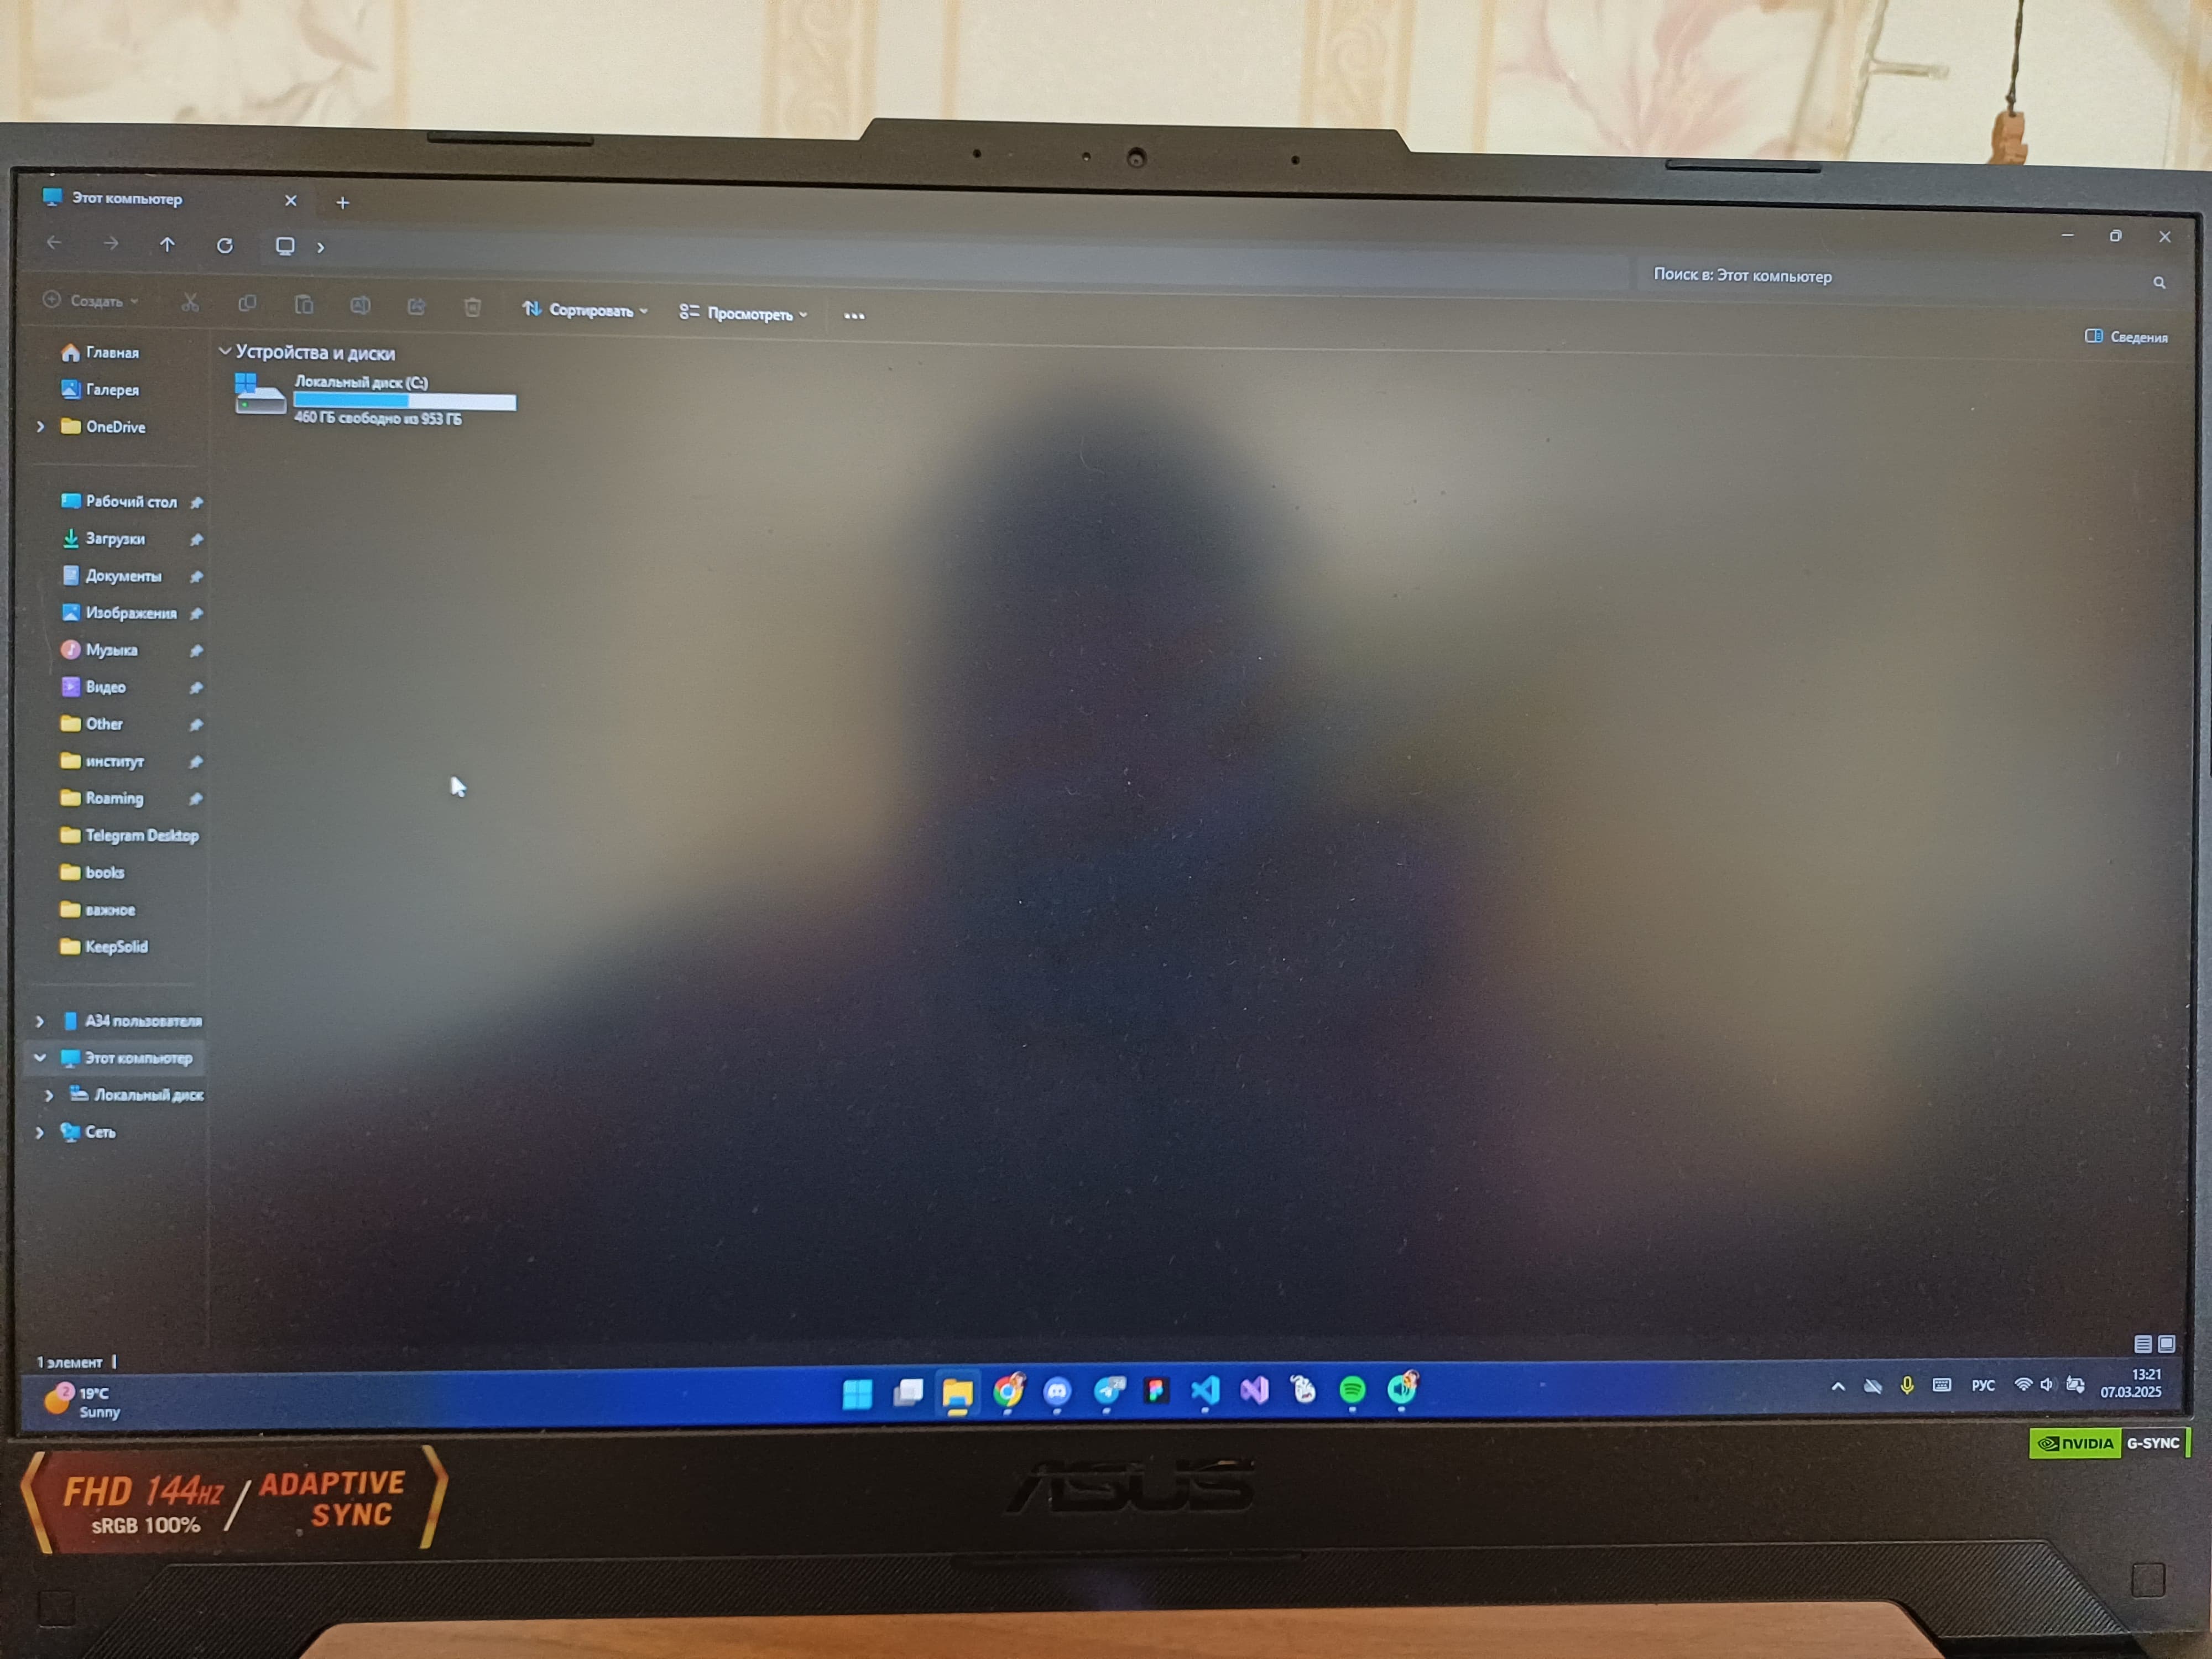 Этот компьютер
Поиск в: Этот компьютер
Создать
Сортировать
Просмотреть
Сведения
Главная
Галерея
OneDrive
Рабочий стол
Загрузки
Документы
Изображения
Музыка
Видео
Other
институт
Roaming
Telegram Desktop
books
важное
KeepSolid
A34 пользователя
Этот компьютер
Локальный диск
Сеть
Устройства и диски
Локальный диск (C:)
460 ГБ свободно из 953 ГБ
1 элемент
2
19°C
Sunny
РУС
13:21
07.03.2025
FHD 144HZ / ADAPTIVE SYNC
sRGB 100%
ASUS
NVIDIA G-SYNC